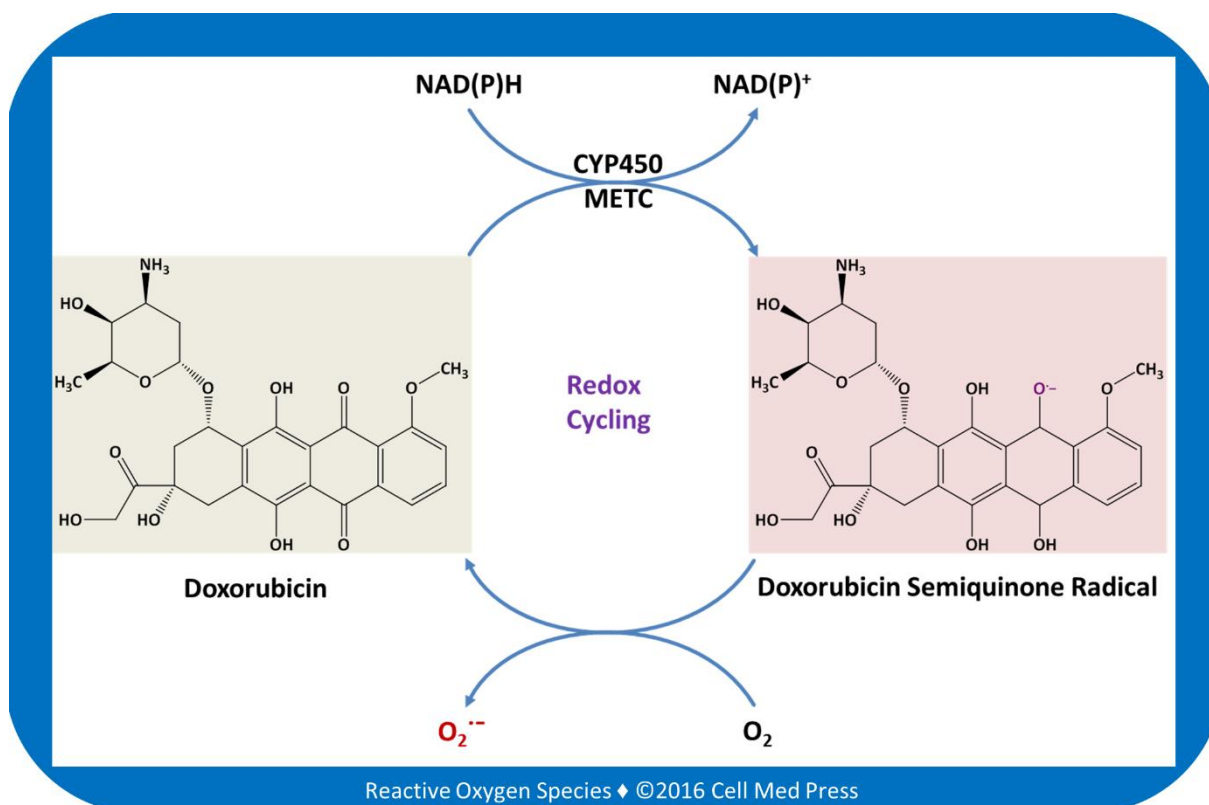 NAD(P)H
NAD(P)⁺
CYP450
METC
NH₃
HO
H₃C
O
O
OH
O
O
CH₃
O
HO
HO
OH
O
Doxorubicin
Redox
Cycling
NH₃
HO
H₃C
O
O
OH
O·⁻
O
CH₃
O
HO
HO
OH
OH
Doxorubicin Semiquinone Radical
O₂·⁻
O₂
Reactive Oxygen Species ♦ ©2016 Cell Med Press